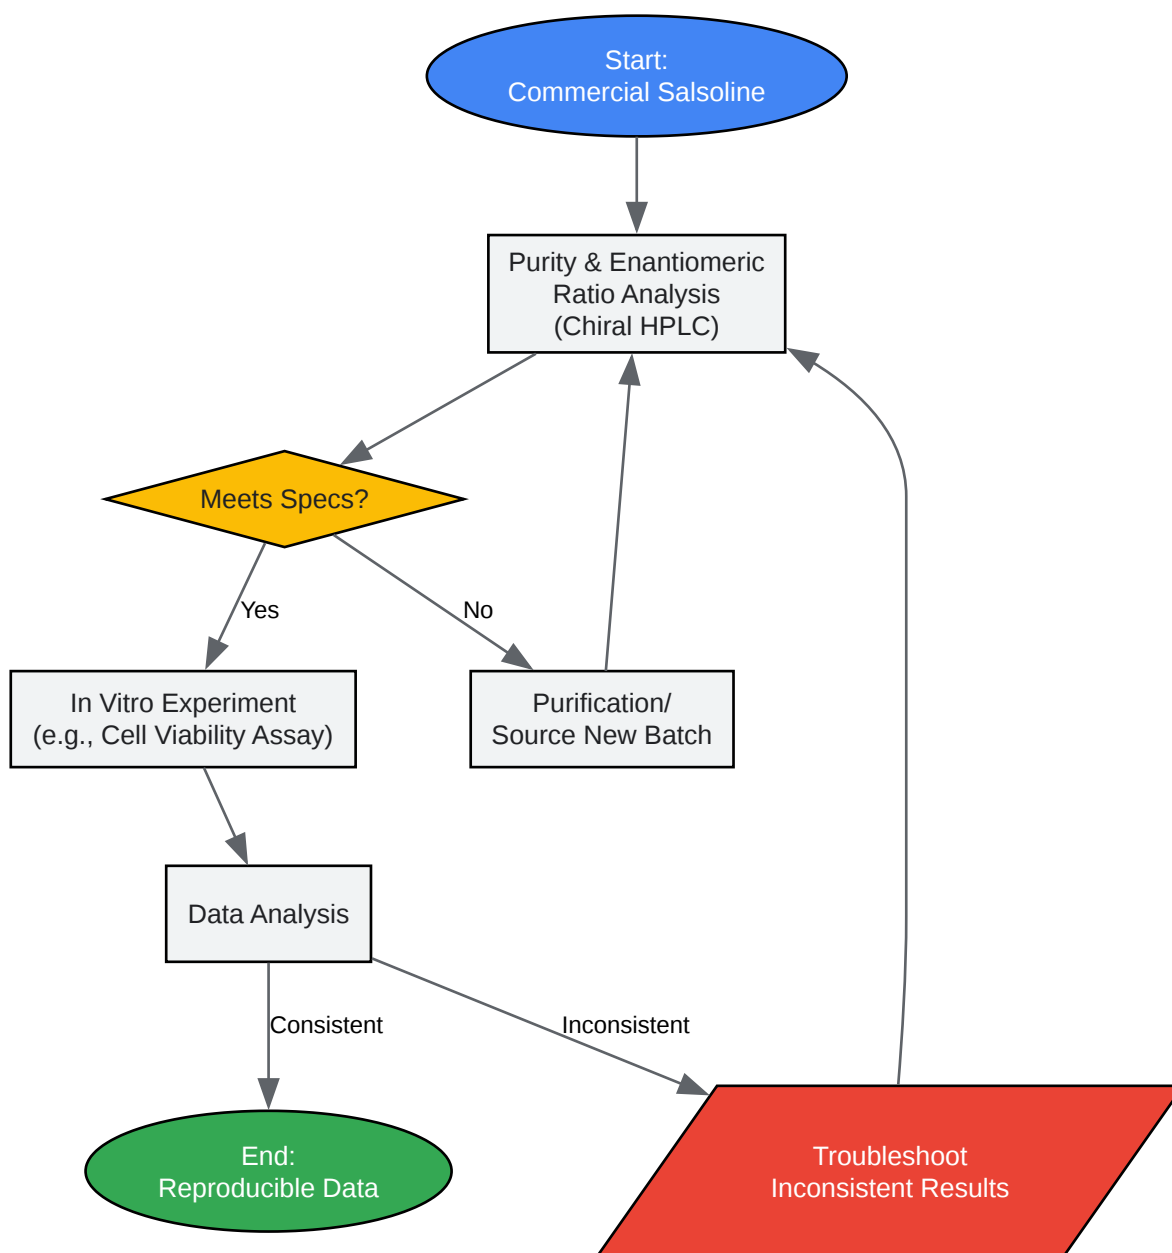 Start:
Commercial Salsoline
Purity & Enantiomeric
Ratio Analysis
(Chiral HPLC)
Meets Specs?
Yes
No
In Vitro Experiment
(e.g., Cell Viability Assay)
Purification/
Source New Batch
Data Analysis
Consistent
Inconsistent
End:
Reproducible Data
Troubleshoot
Inconsistent Results